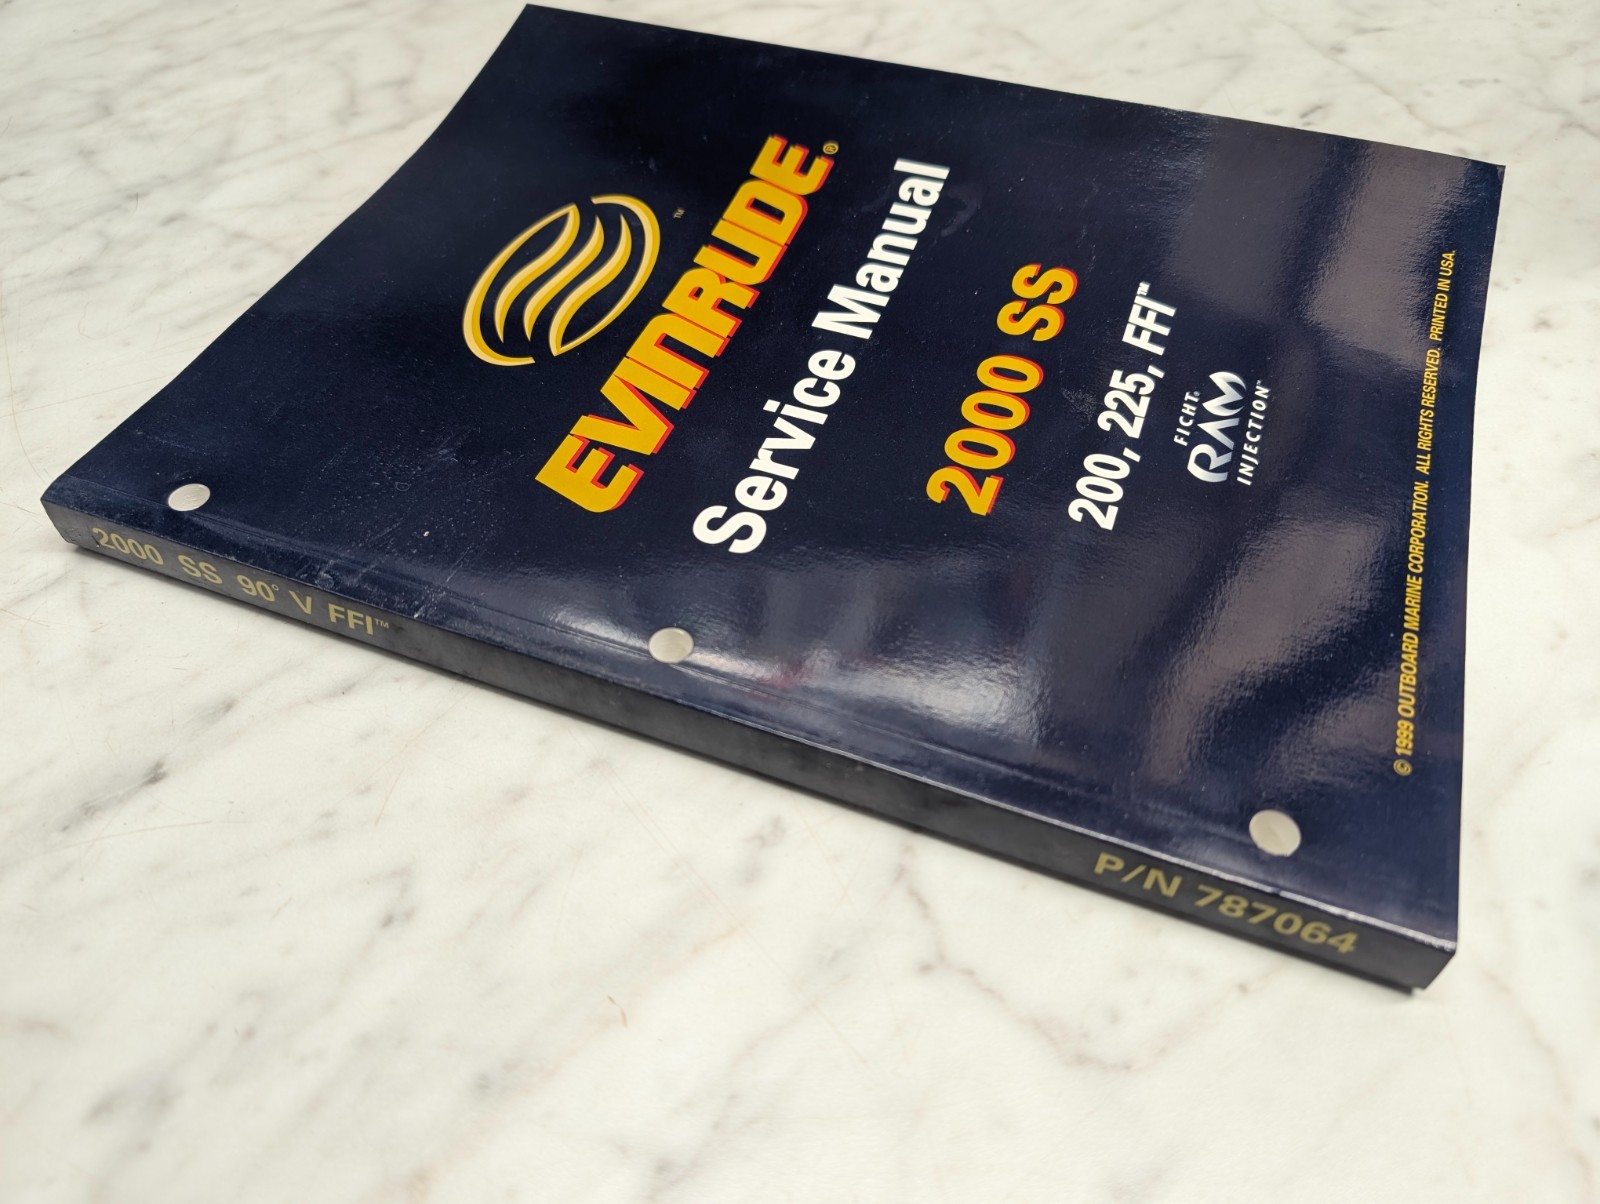 ™
EVINRUDE®
Service Manual
2000 SS
200, 225, FFI™
FICHT®
RAM
INJECTION™
© 1999 OUTBOARD MARINE CORPORATION. ALL RIGHTS RESERVED. PRINTED IN USA.
2000 SS 90° V FFI™
P/N 787064